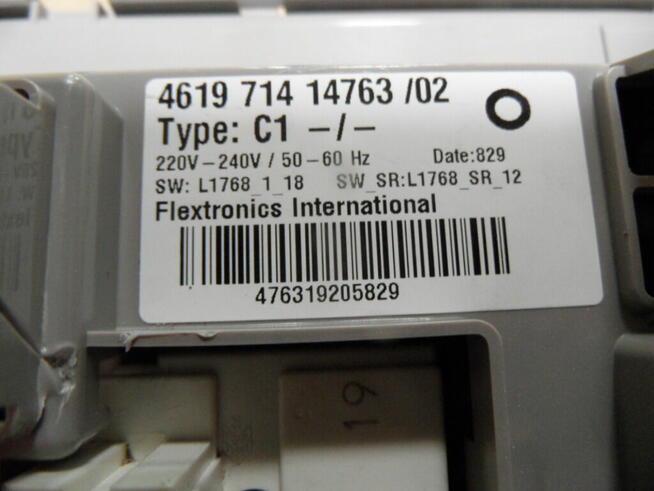 4619 714 14763 /02
Type: C1 –/–
220V–240V / 50–60 Hz Date:829
SW: L1768_1_18 SW_SR:L1768_SR_12
Flextronics International
476319205829
19